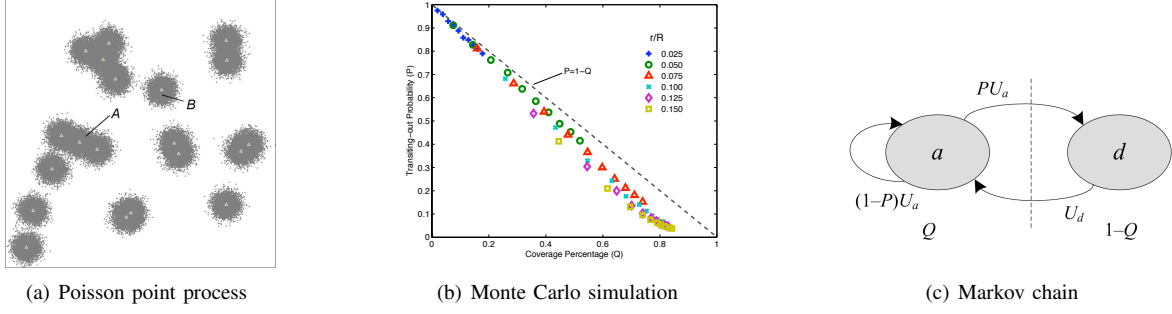 A
B
(a) Poisson point process
Transiting-out Probability (P)
1
0.9
0.8
0.7
0.6
0.5
0.4
0.3
0.2
0.1
0
0
0.2
0.4
0.6
0.8
1
Coverage Percentage (Q)
P=1-Q
r/R
0.025
0.050
0.075
0.100
0.125
0.150
(b) Monte Carlo simulation
PUa
a
d
(1–P)Ua
Ud
Q
1–Q
(c) Markov chain